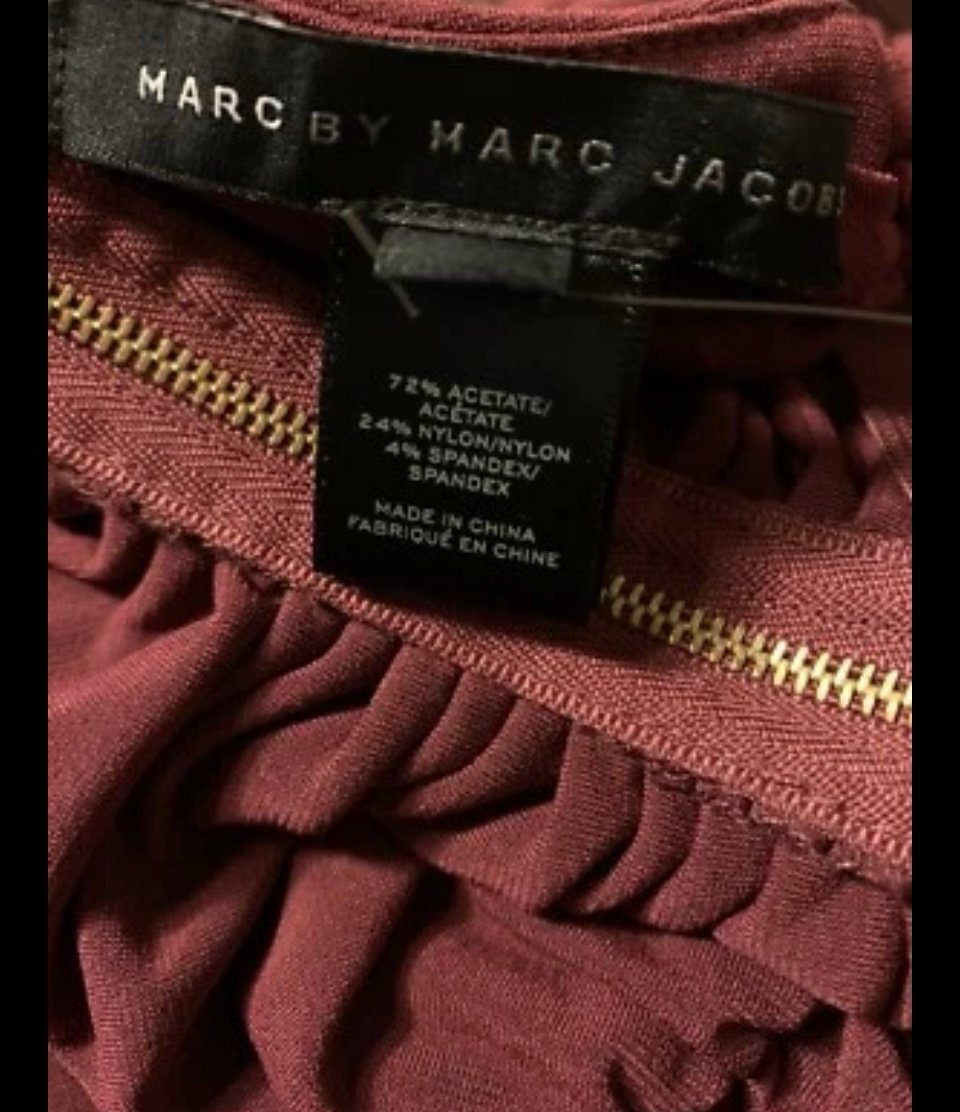 MARC BY MARC JACOBS
72% ACETATE/
ACÉTATE
24% NYLON/NYLON
4% SPANDEX/
SPANDEX
MADE IN CHINA
FABRIQUÉ EN CHINE